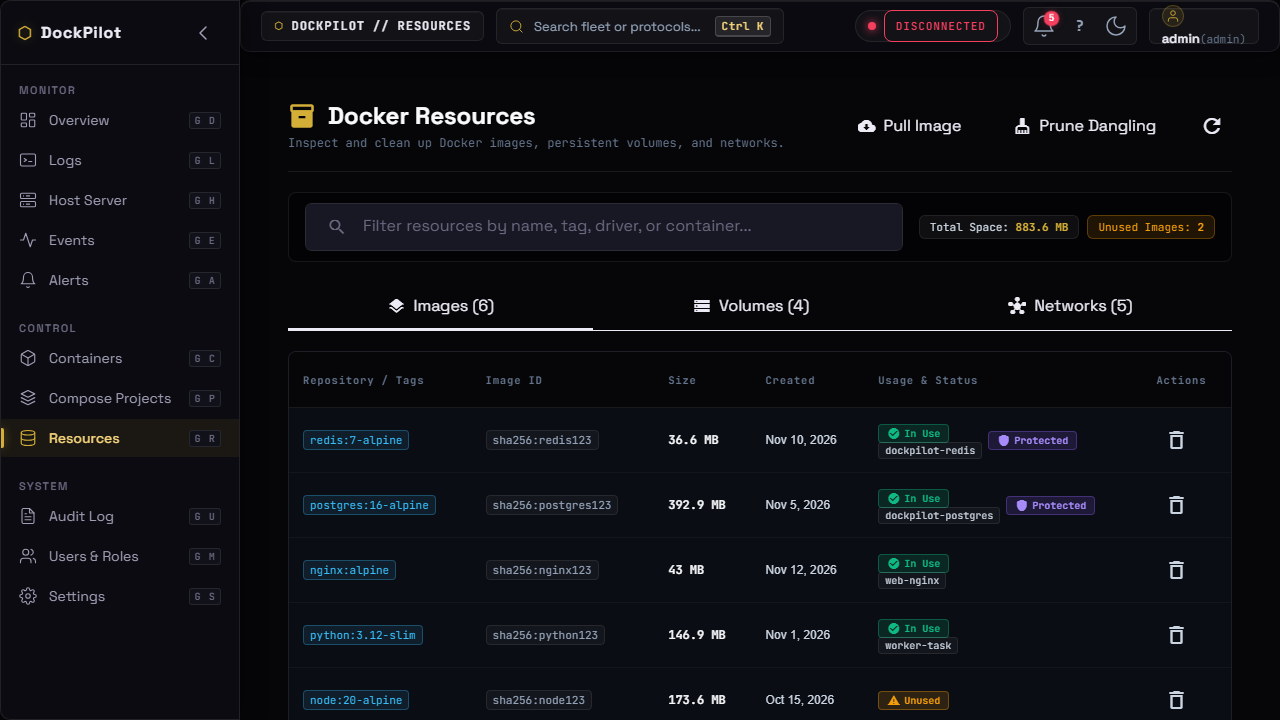 DockPilot
MONITOR
Overview G D
Logs G L
Host Server G H
Events G E
Alerts G A
CONTROL
Containers G C
Compose Projects G P
Resources G R
SYSTEM
Audit Log G U
Users & Roles G M
Settings G S
DOCKPILOT // RESOURCES
Search fleet or protocols... Ctrl K
DISCONNECTED
5
?
admin(admin)
Docker Resources
Inspect and clean up Docker images, persistent volumes, and networks.
Pull Image
Prune Dangling
Filter resources by name, tag, driver, or container...
Total Space: 883.6 MB
Unused Images: 2
Images (6)
Volumes (4)
Networks (5)
Repository / Tags Image ID Size Created Usage & Status Actions
redis:7-alpine sha256:redis123 36.6 MB Nov 10, 2026 In Use dockpilot-redis Protected
postgres:16-alpine sha256:postgres123 392.9 MB Nov 5, 2026 In Use dockpilot-postgres Protected
nginx:alpine sha256:nginx123 43 MB Nov 12, 2026 In Use web-nginx
python:3.12-slim sha256:python123 146.9 MB Nov 1, 2026 In Use worker-task
node:20-alpine sha256:node123 173.6 MB Oct 15, 2026 Unused